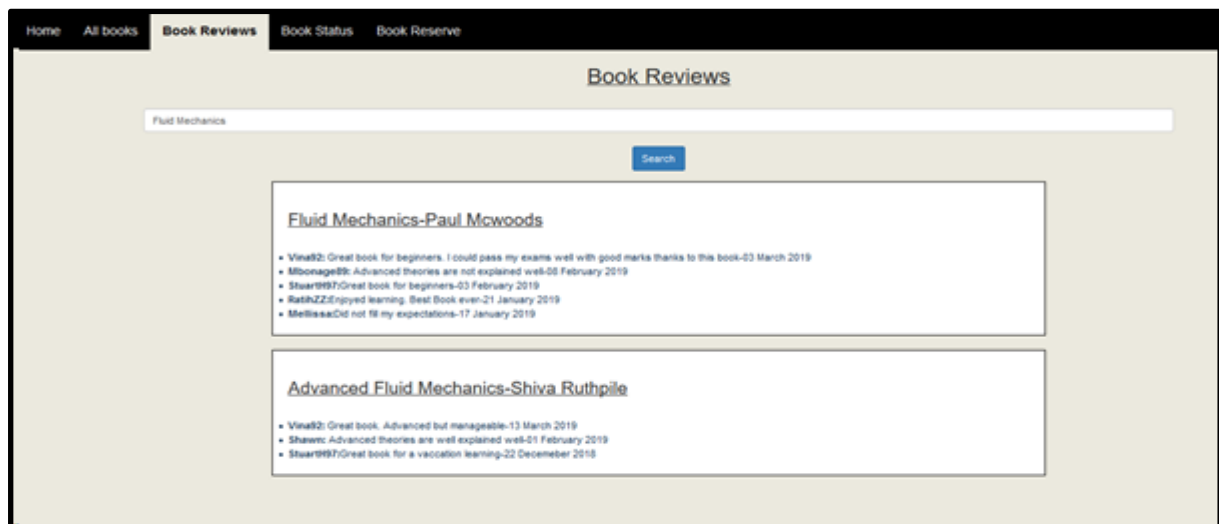 Home All books Book Reviews Book Status Book Reserve
Book Reviews
Fluid Mechanics
Search
Fluid Mechanics-Paul Mcwoods
Vina92: Great book for beginners. I could pass my exams well with good marks thanks to this book-03 March 2019
Mbonage89: Advanced theories are not explained well-08 February 2019
StuartH97:Great book for beginners-03 February 2019
RatihZZ:Enjoyed learning. Best Book ever-21 January 2019
Mellissa:Did not fill my expectations-17 January 2019
Advanced Fluid Mechanics-Shiva Ruthpile
Vina92: Great book. Advanced but manageable-13 March 2019
Shawn: Advanced theories are well explained well-01 February 2019
StuartH97:Great book for a vaccation learning-22 Decemeber 2018